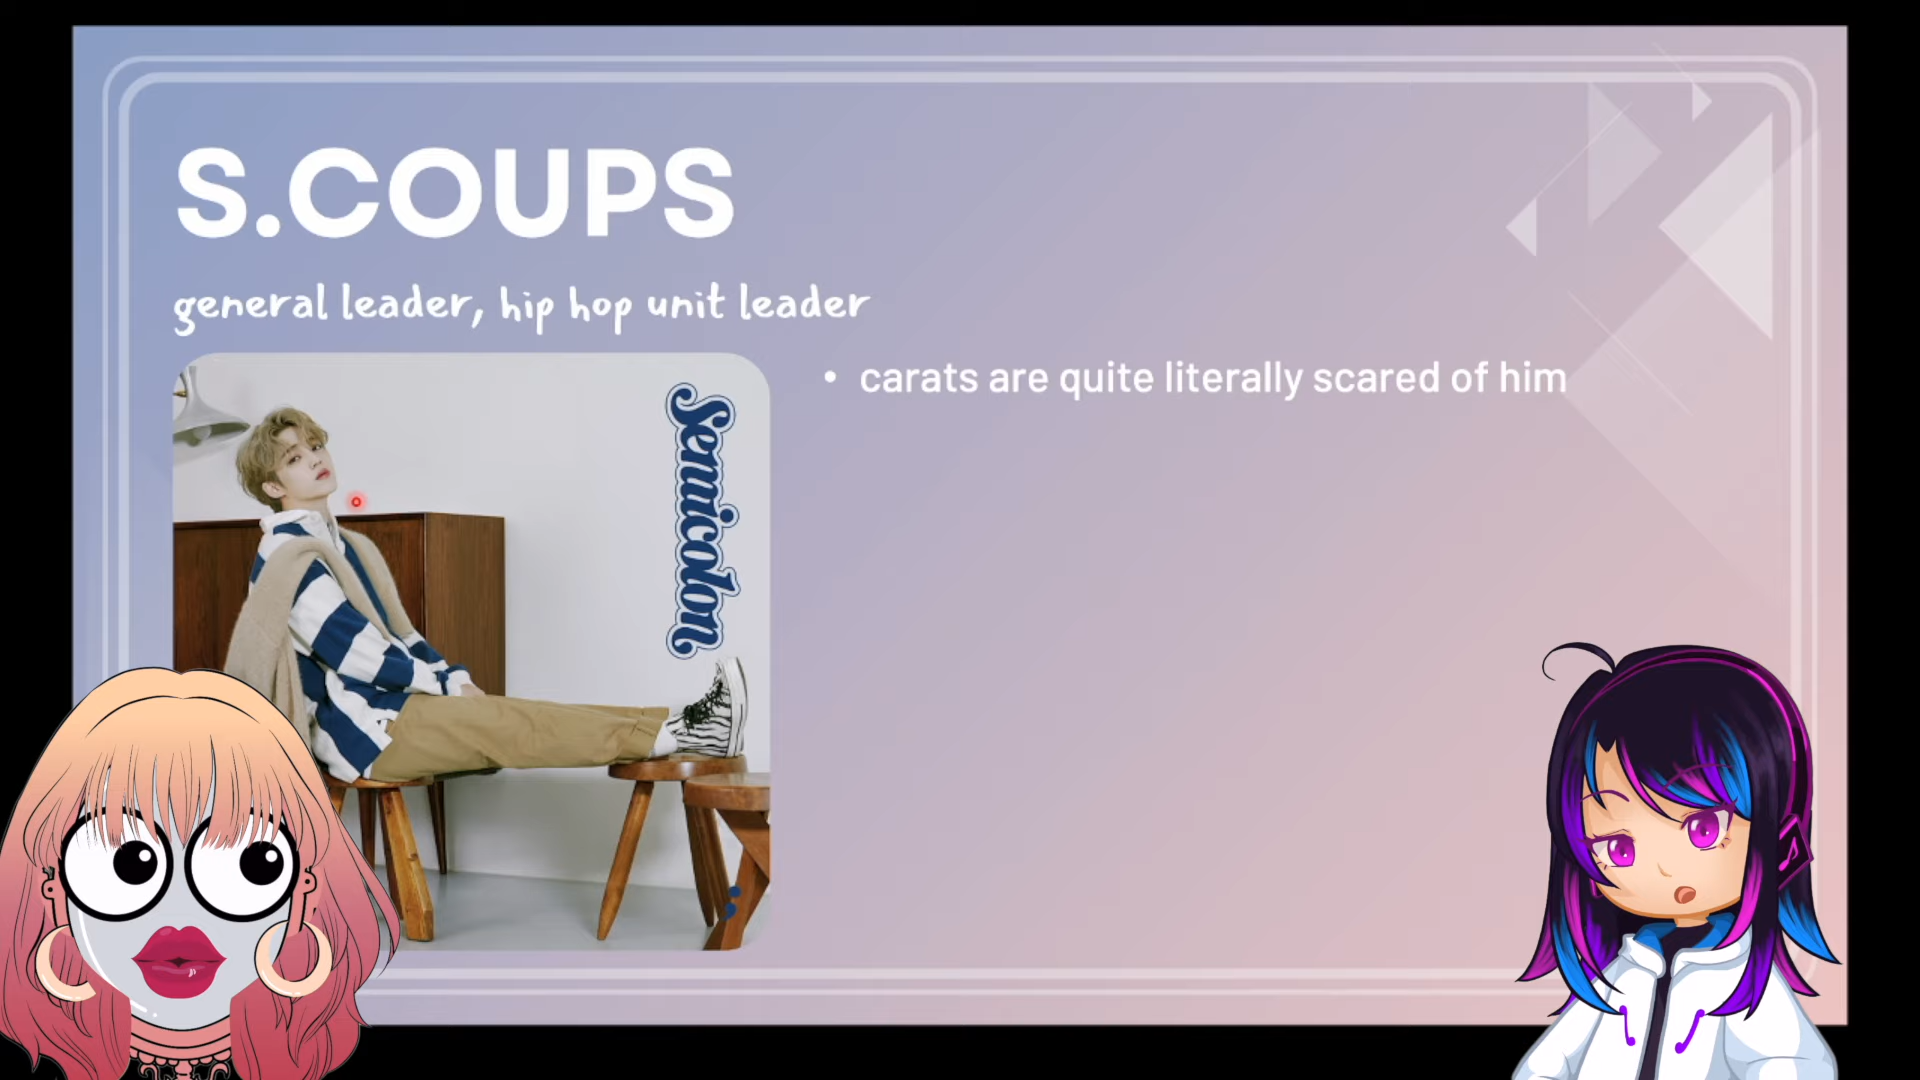 S.COUPS
general leader, hip hop unit leader
• carats are quite literally scared of him
Semicolon